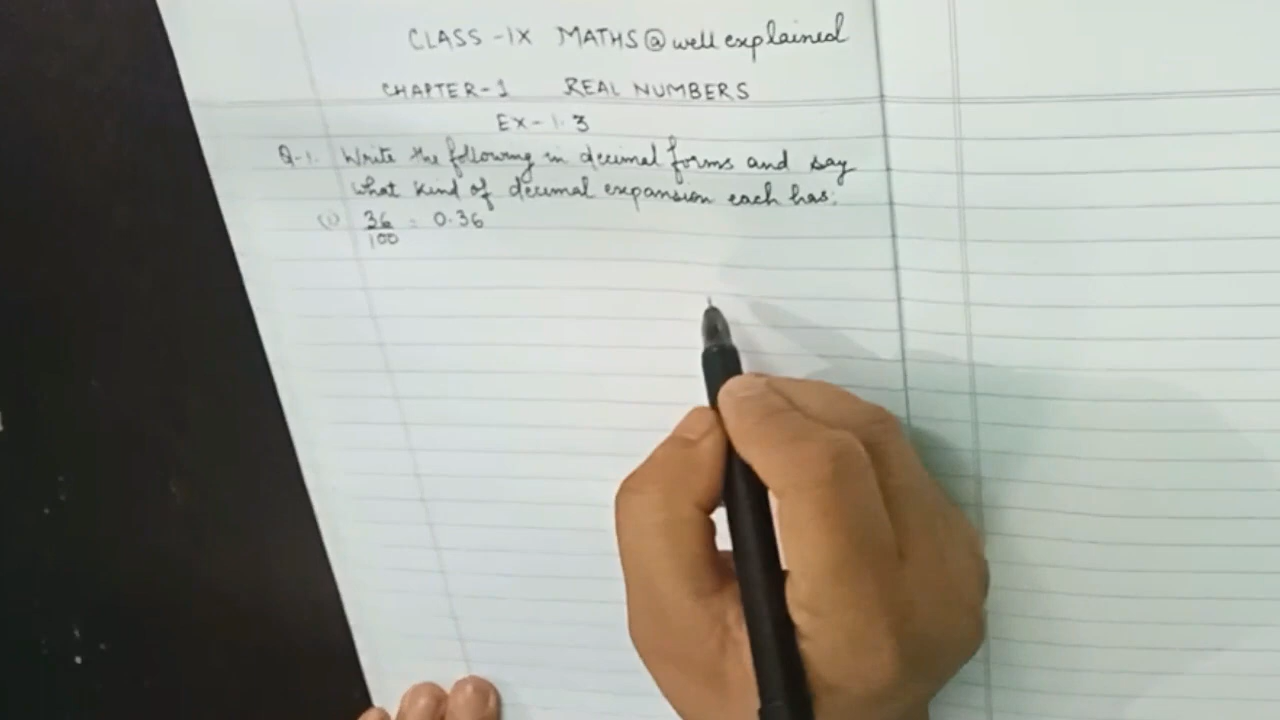 CLASS-IX MATHS@well explained
CHAPTER-1 REAL NUMBERS
EX-1.3
Q-1. Write the following in decimal forms and say
what kind of decimal expansion each has:
(i) 36/100 = 0.36